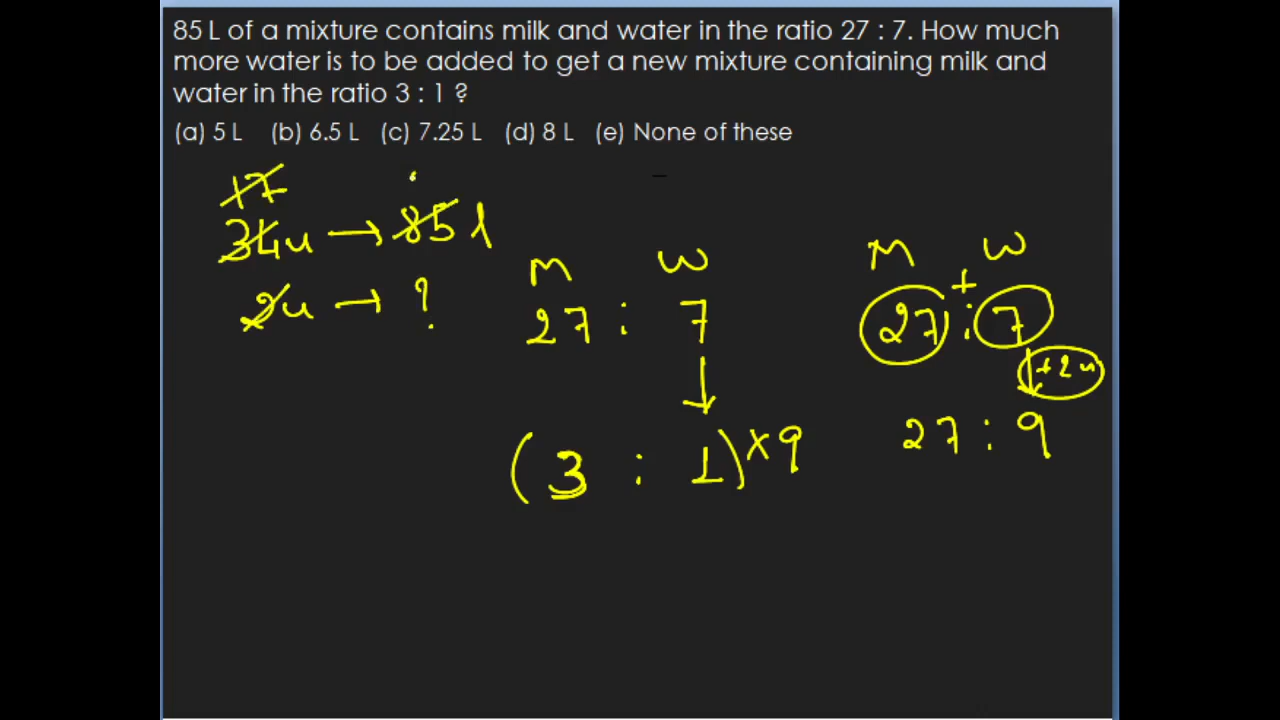 85 L of a mixture contains milk and water in the ratio 27 : 7. How much
more water is to be added to get a new mixture containing milk and
water in the ratio 3 : 1 ?
(a) 5 L (b) 6.5 L (c) 7.25 L (d) 8 L (e) None of these
17
34u → 85 l
2u → ?
M W
27 : 7
(3 : 1) × 9
M W
+
27 : 7
+2u
27 : 9